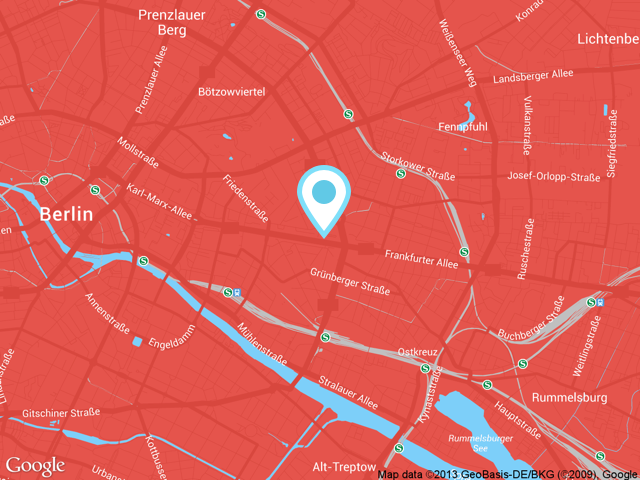 Prenzlauer
Berg
Konrad
Lichtenbe
Weißenseer Weg
Prenzlauer Allee
Landsberger Allee
Bötzowviertel
Vulkanstraße
Siegfriedstraße
Fennpfuhl
Mollstraße
Storkower Straße
Josef-Orlopp-Straße
Friedenstraße
Karl-Marx-Allee
Berlin
Ruschestraße
Frankfurter Allee
Grünberger Straße
Annenstraße
Engeldamm
Mühlenstraße
Buchberger Straße
Weitlingstraße
Ostkreuz
Stralauer Allee
Kynaststraße
Rummelsburg
Hauptstraße
Gitschiner Straße
Rummelsburger
See
Kottbusser
Urbanstr
Alt-Treptow
Google
Map data ©2013 GeoBasis-DE/BKG (©2009), Google